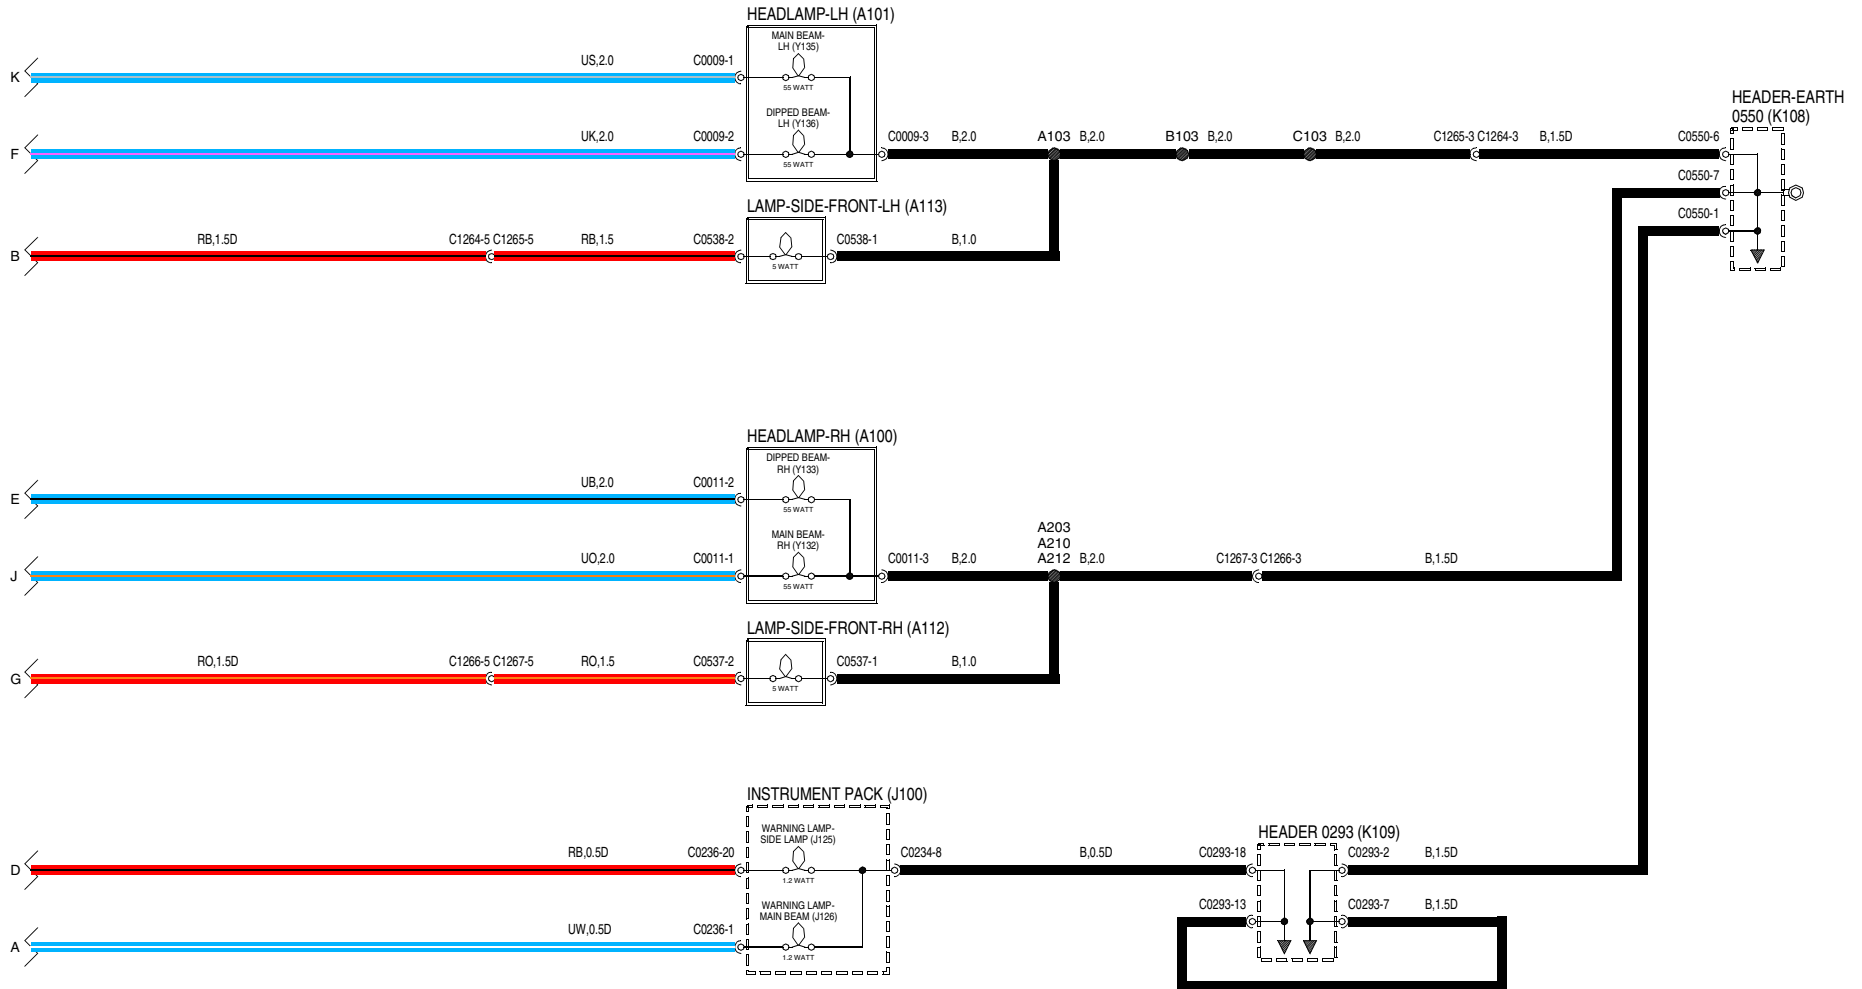 HEADLAMP-LH (A101)
MAIN BEAM-
LH (Y135)
K
US,2.0
C0009-1
55 WATT
HEADER-EARTH
0550 (K108)
DIPPED BEAM-
LH (Y136)
F
UK,2.0
C0009-2
C0009-3
B,2.0
A103
B,2.0
B103
B,2.0
C103
B,2.0
C1265-3 C1264-3
B,1.5D
C0550-6
55 WATT
C0550-7
LAMP-SIDE-FRONT-LH (A113)
C0550-1
B
RB,1.5D
C1264-5 C1265-5
RB,1.5
C0538-2
C0538-1
B,1.0
5 WATT
HEADLAMP-RH (A100)
DIPPED BEAM-
RH (Y133)
E
UB,2.0
C0011-2
55 WATT
MAIN BEAM-
RH (Y132)
A203
A210
A212
J
UO,2.0
C0011-1
C0011-3
B,2.0
B,2.0
C1267-3 C1266-3
B,1.5D
55 WATT
LAMP-SIDE-FRONT-RH (A112)
G
RO,1.5D
C1266-5 C1267-5
RO,1.5
C0537-2
C0537-1
B,1.0
5 WATT
INSTRUMENT PACK (J100)
WARNING LAMP-
SIDE LAMP (J125)
HEADER 0293 (K109)
D
RB,0.5D
C0236-20
C0234-8
B,0.5D
C0293-18
C0293-2
B,1.5D
1.2 WATT
WARNING LAMP-
MAIN BEAM (J126)
C0293-13
C0293-7
B,1.5D
A
UW,0.5D
C0236-1
1.2 WATT